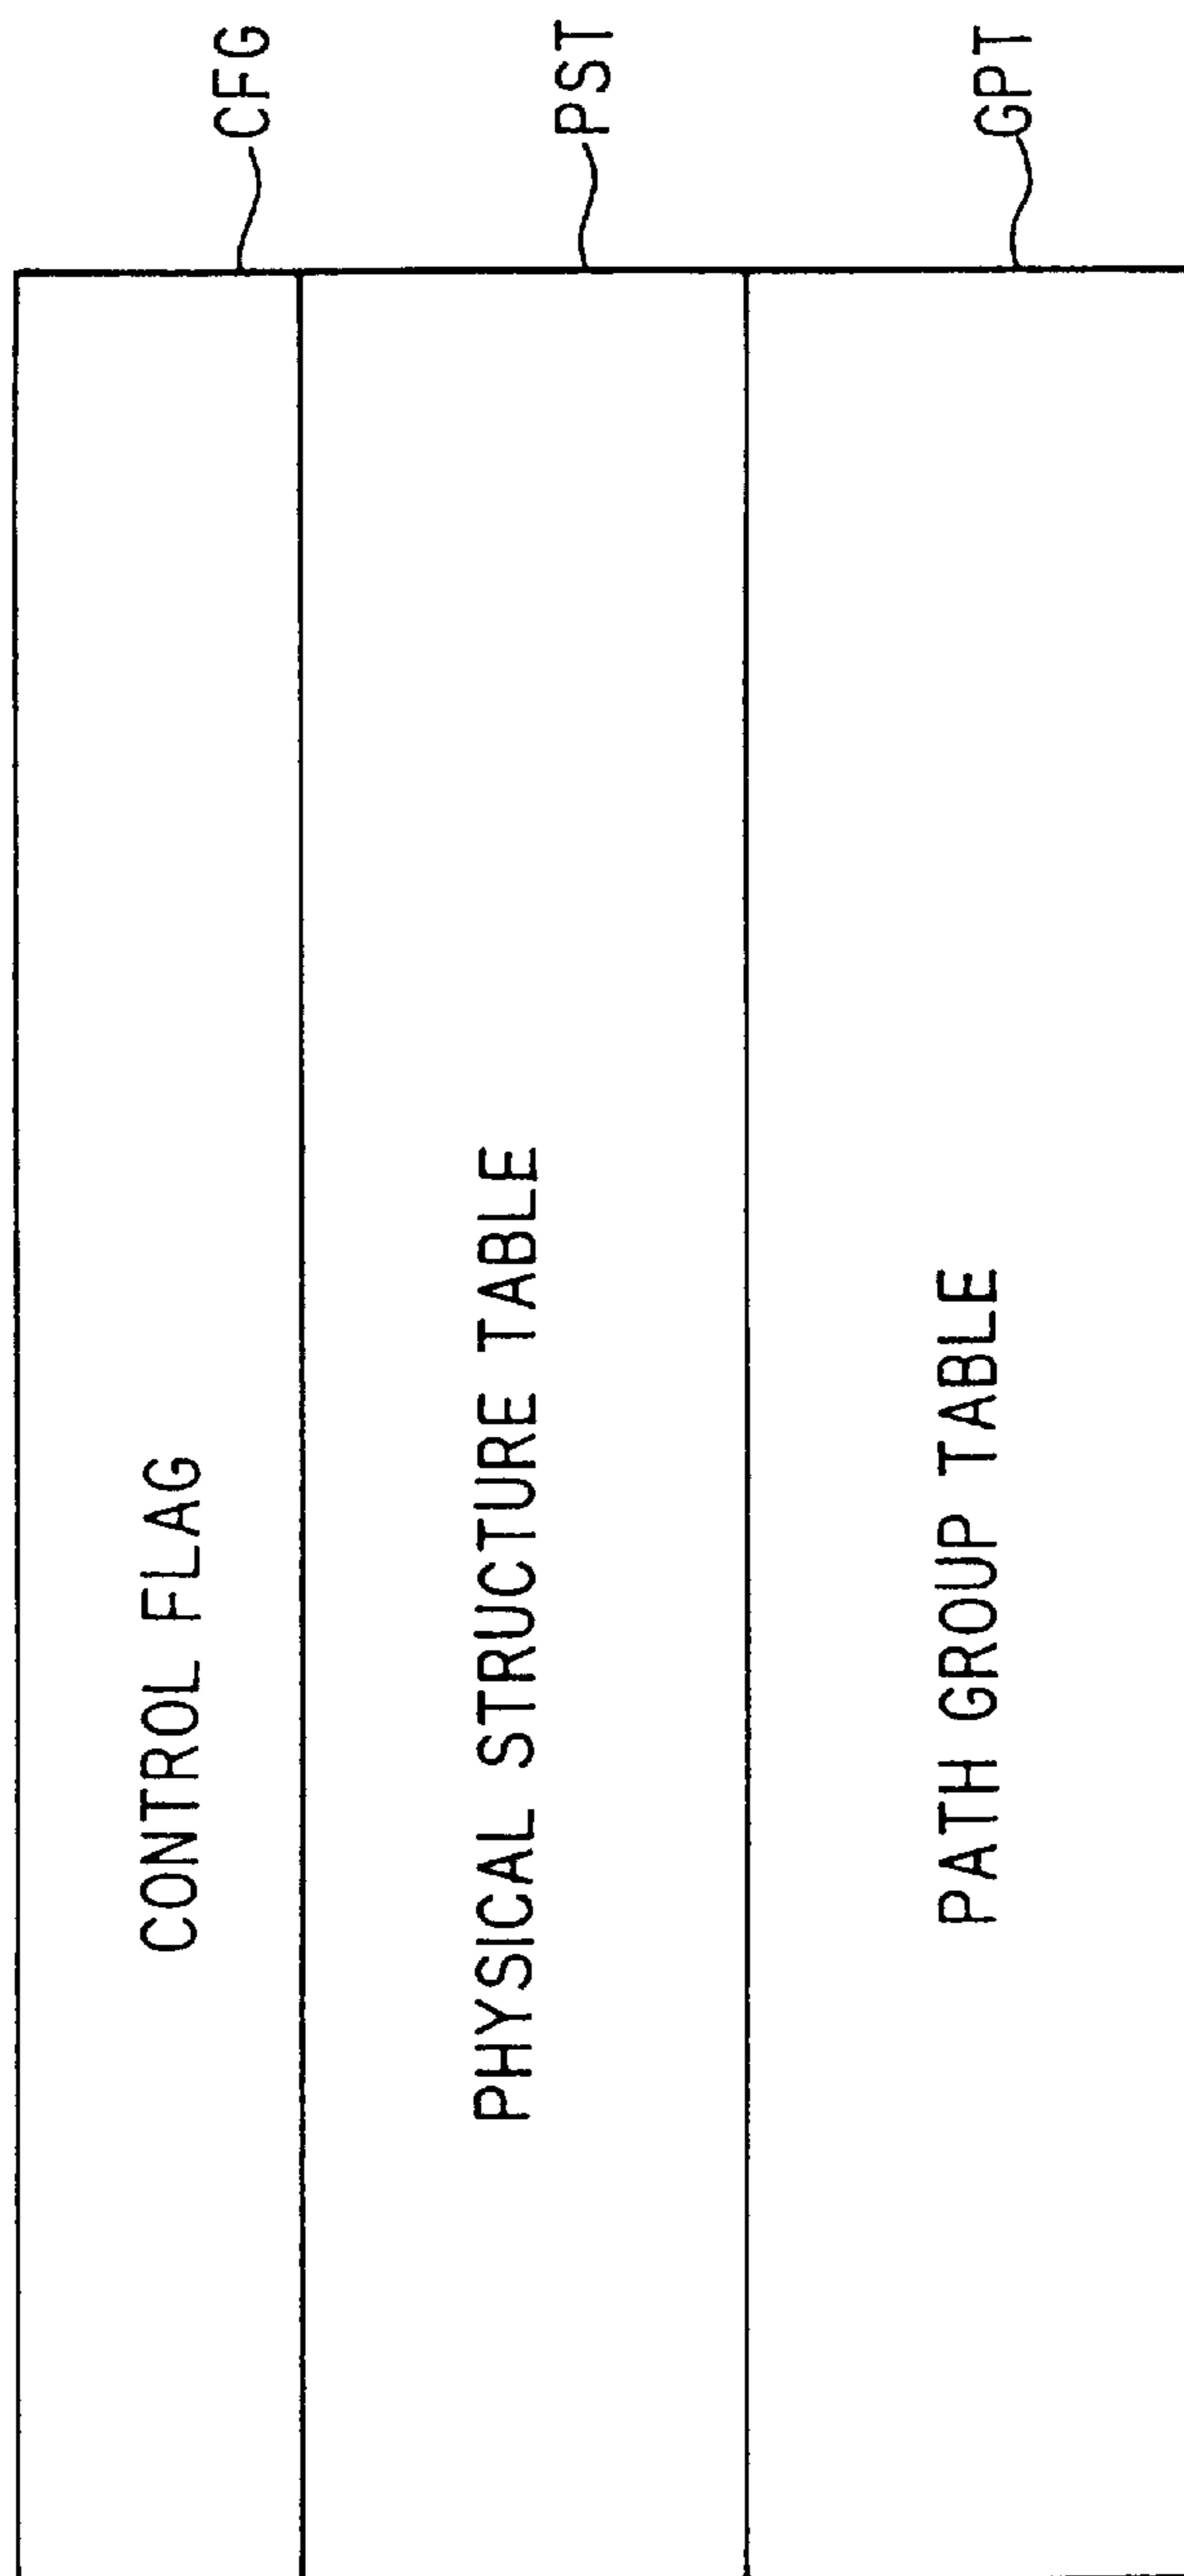 CONTROL FLAG
CFG
PHYSICAL STRUCTURE TABLE
PST
PATH GROUP TABLE
GPT